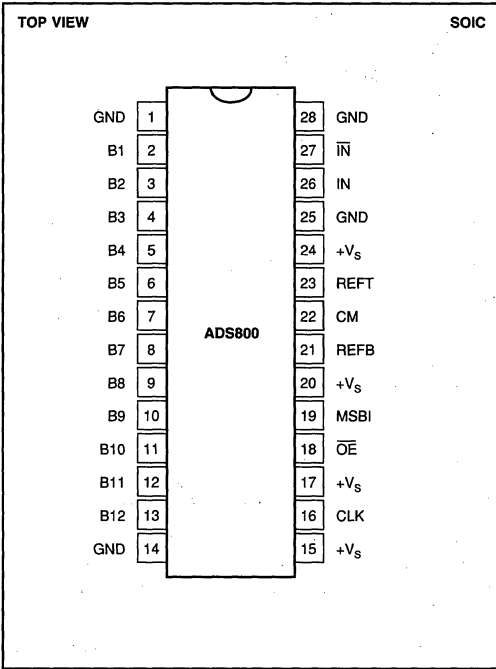 TOP VIEW SOIC
GND 1 28 GND
B1 2 27 I̅N̅
B2 3 26 IN
B3 4 25 GND
B4 5 24 +VS
B5 6 23 REFT
B6 7 22 CM
B7 8 ADS800 21 REFB
B8 9 20 +VS
B9 10 19 MSBI
B10 11 18 O̅E̅
B11 12 17 +VS
B12 13 16 CLK
GND 14 15 +VS